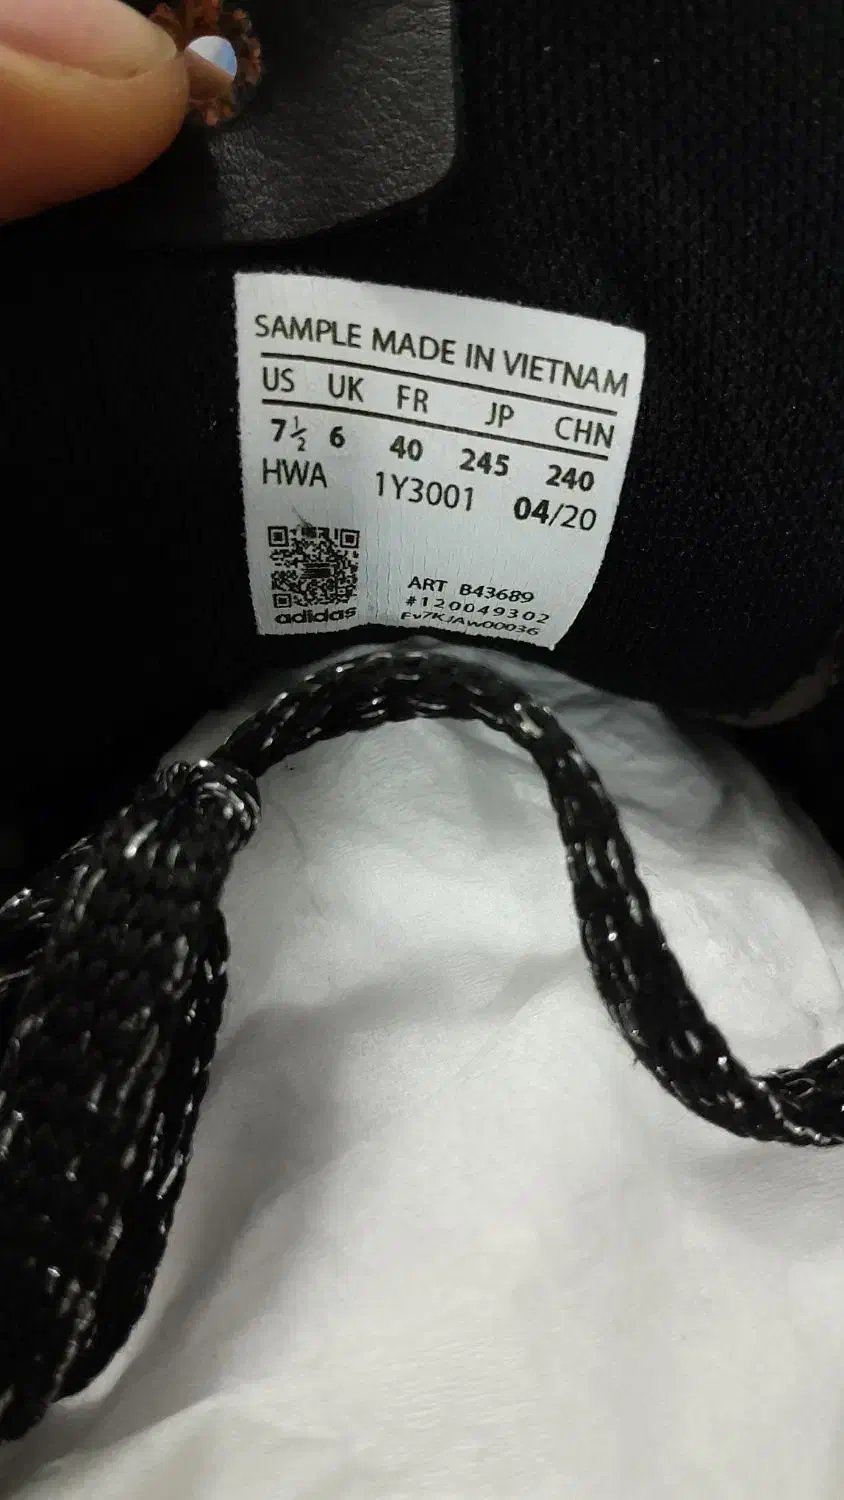 SAMPLE MADE IN VIETNAM
US UK FR JP CHN
7½ 6 40 245 240
HWA 1Y3001 04/20
ART B43689
#120049302
adidas